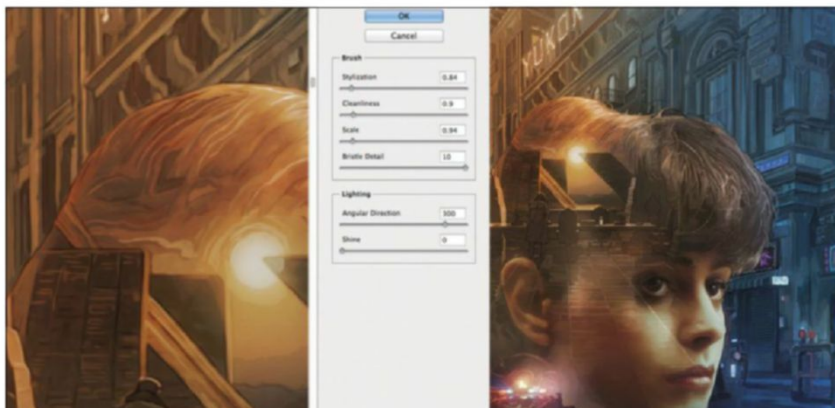 OK
Cancel
Brush
Stylization 0.84
Cleanliness 0.9
Scale 0.94
Bristle Detail 10
Lighting
Angular Direction 300
Shine 0
YUKON